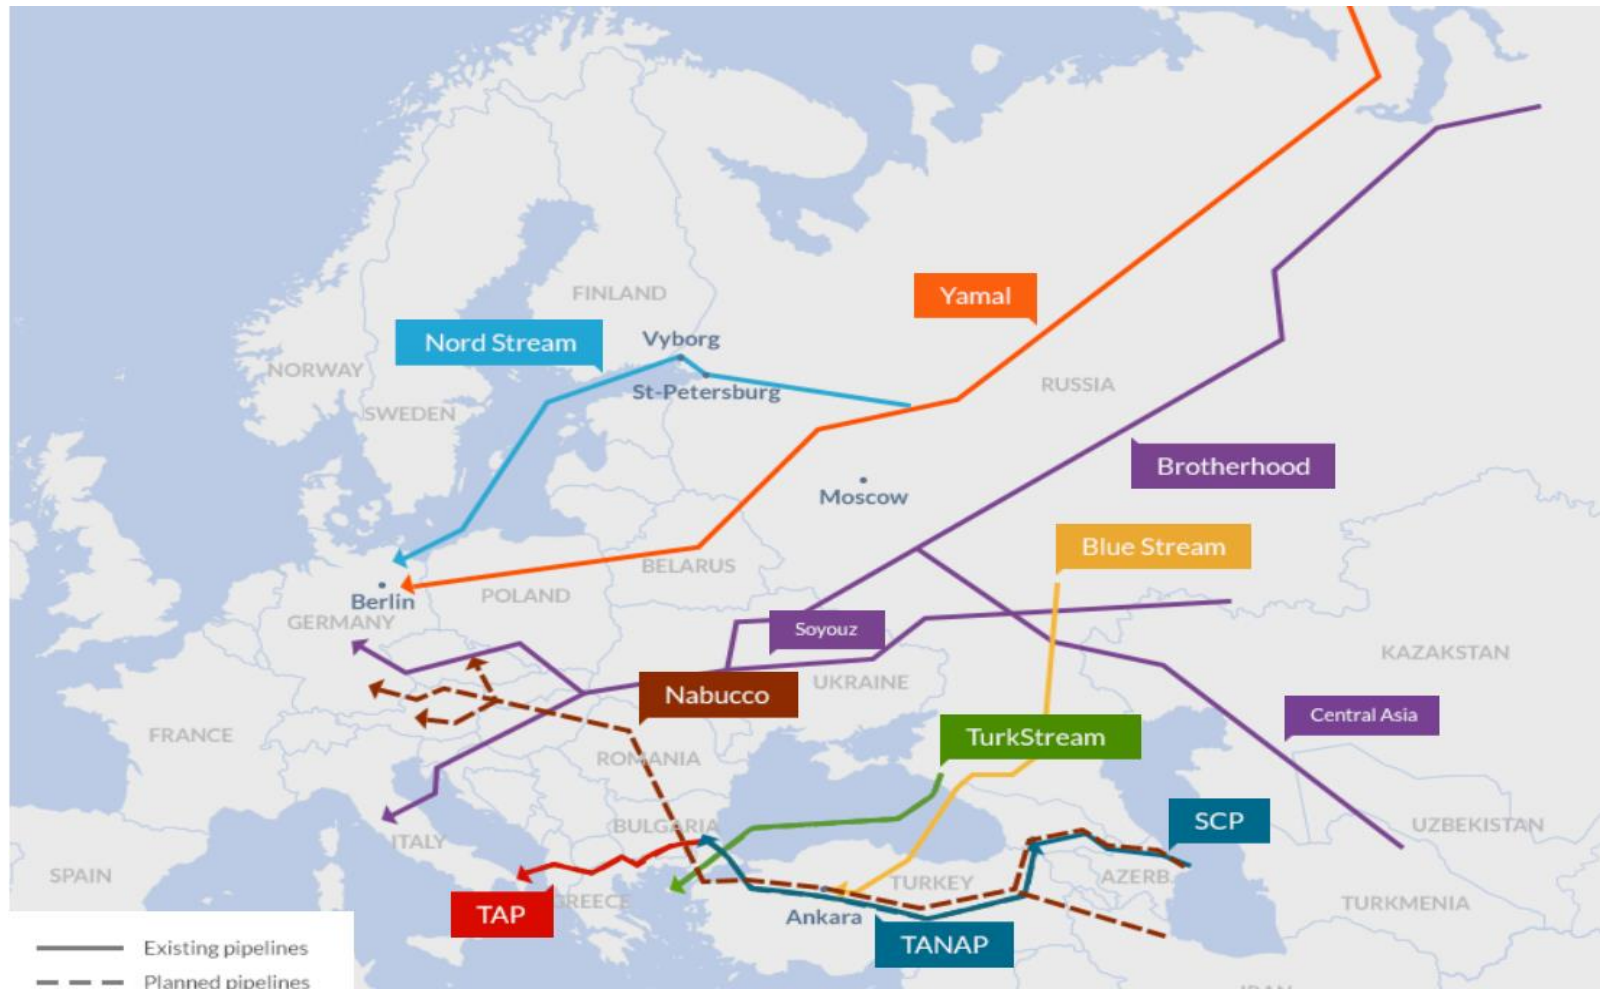 FINLAND
Yamal
Nord Stream
Vyborg
NORWAY
St-Petersburg
RUSSIA
SWEDEN
Brotherhood
Moscow
Blue Stream
BELARUS
POLAND
Berlin
GERMANY
Soyouz
KAZAKSTAN
UKRAINE
Nabucco
Central Asia
FRANCE
TurkStream
ROMANIA
SCP
BULGARIA
UZBEKISTAN
ITALY
SPAIN
TURKEY
AZERB.
GREECE
TURKMENIA
TAP
Ankara
TANAP
Existing pipelines
Planned pipelines